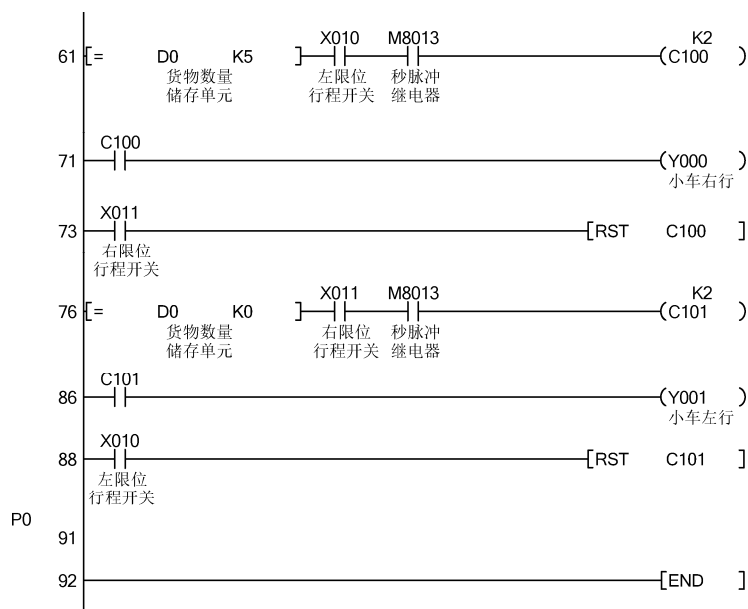 X010 M8013 K2
61 [= D0 K5 ] (C100 )
货物数量 左限位 秒脉冲
储存单元 行程开关 继电器
C100
71 (Y000 )
小车右行
X011
73 [RST C100 ]
右限位
行程开关
X011 M8013 K2
76 [= D0 K0 ] (C101 )
货物数量 右限位 秒脉冲
储存单元 行程开关 继电器
C101
86 (Y001 )
小车左行
X010
88 [RST C101 ]
左限位
行程开关
P0
91
92 [END ]